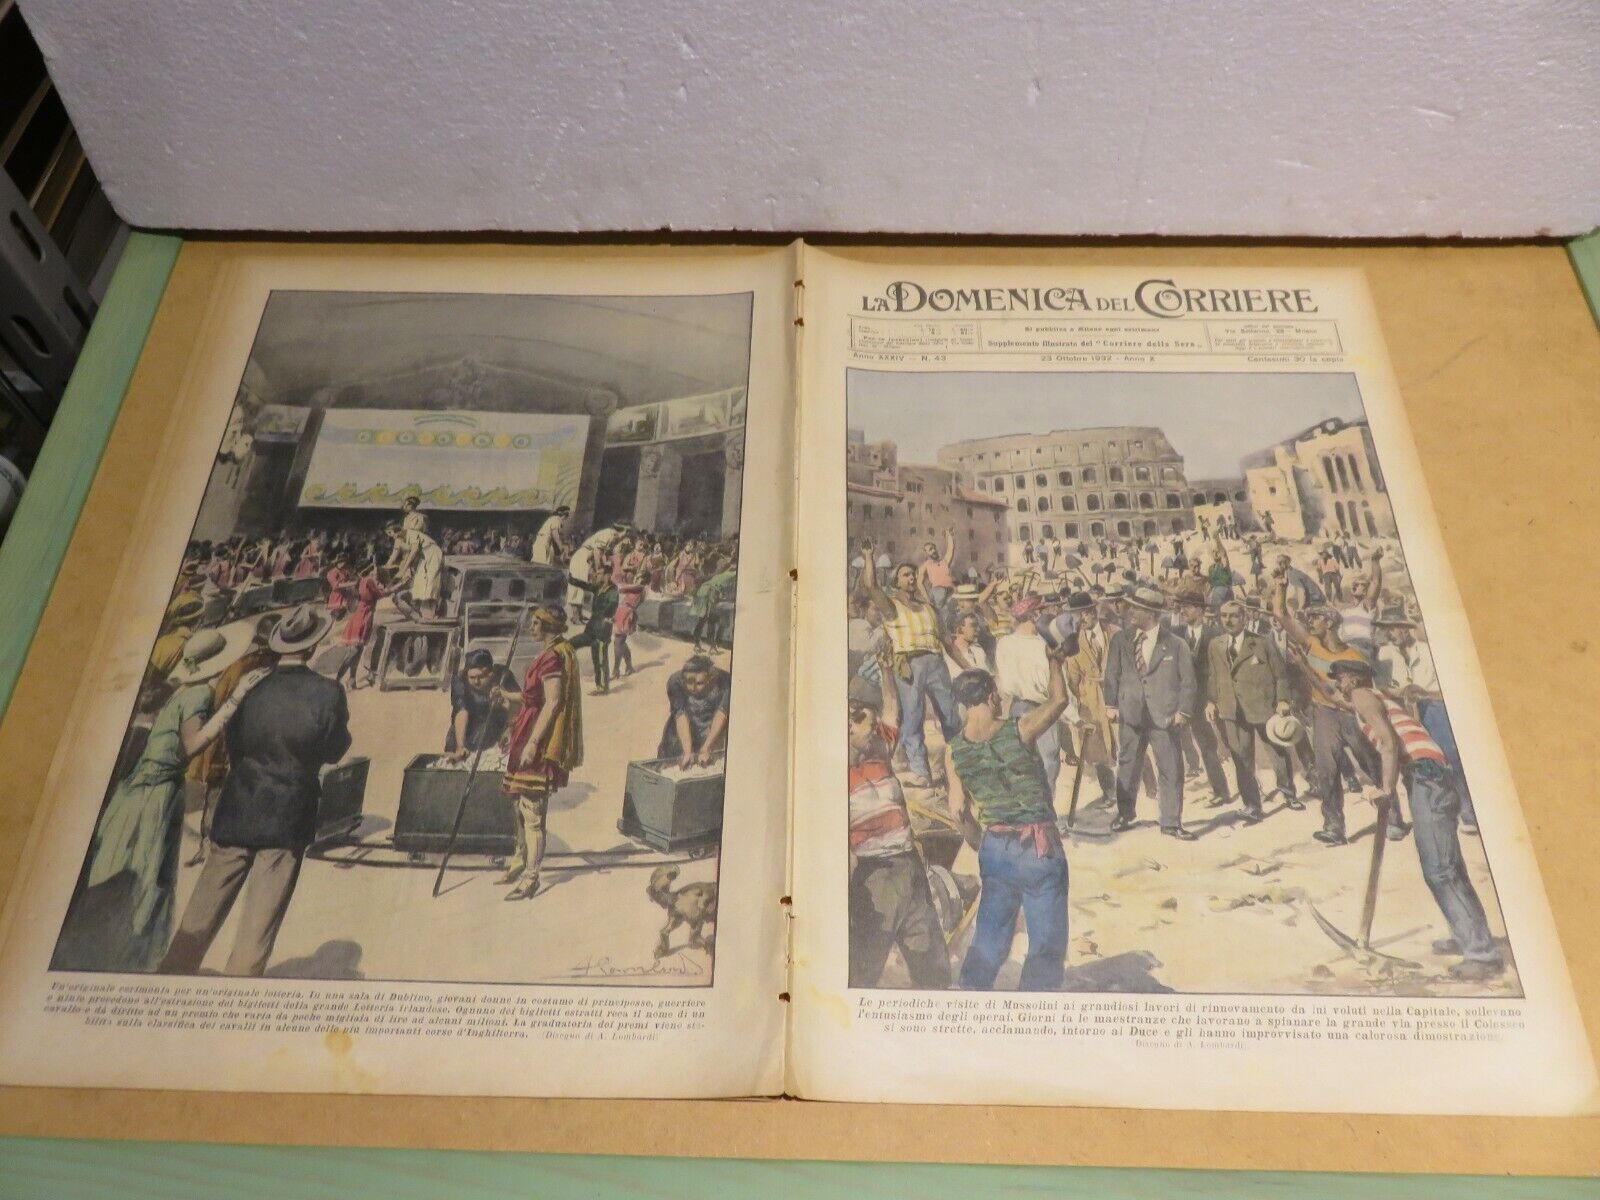 Un'originale cerimonia per un'originale lotteria. In una sala di Dublino, giovani donne in costume di principesse, guerriere
e ninfe procedono all'estrazione dei biglietti della grande Lotteria irlandese. Ognuno dei biglietti estratti reca il nome di un
cavallo e dà diritto ad un premio che varia da poche migliaia di lire ad alcuni milioni. La graduatoria dei premi viene sta-
bilita sulla classifica dei cavalli in alcune delle più importanti corse d'Inghilterra. (Disegno di A. Lombardi)
LA DOMENICA DEL CORRIERE
Si pubblica a Milano ogni settimana
Supplemento illustrato del "Corriere della Sera"
Via Solferino, 28 - Milano
Anno XXXIV - N. 43
23 Ottobre 1932 - Anno X
Centesimi 30 la copia
Le periodiche visite di Mussolini ai grandiosi lavori di rinnovamento da lui voluti nella Capitale, sollevano
l'entusiasmo degli operai. Giorni fa le maestranze che lavorano a spianare la grande via presso il Colosseo
si sono strette, acclamando, intorno al Duce e gli hanno improvvisato una calorosa dimostrazione.
(Disegno di A. Lombardi)